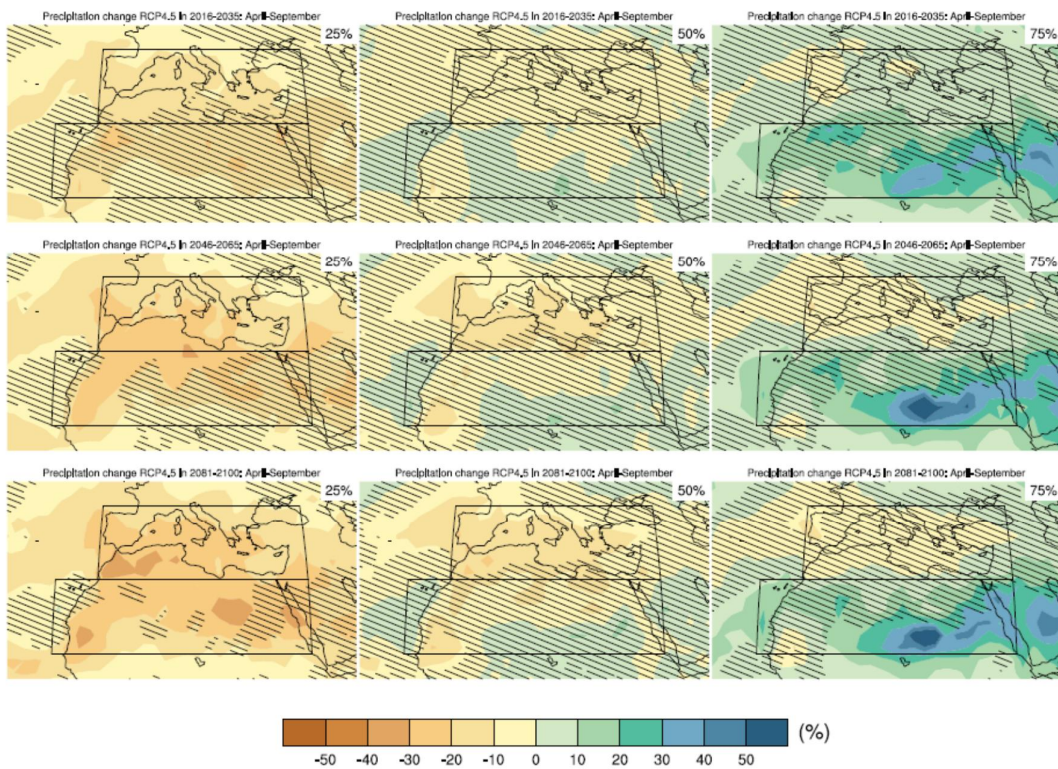 Precipitation change RCP4.5 in 2016-2035: April-September
25%
Precipitation change RCP4.5 in 2016-2035: April-September
50%
Precipitation change RCP4.5 in 2016-2035: April-September
75%
Precipitation change RCP4.5 in 2046-2065: April-September
25%
Precipitation change RCP4.5 in 2046-2065: April-September
50%
Precipitation change RCP4.5 in 2046-2065: April-September
75%
Precipitation change RCP4.5 in 2081-2100: April-September
25%
Precipitation change RCP4.5 in 2081-2100: April-September
50%
Precipitation change RCP4.5 in 2081-2100: April-September
75%
(%)
-50 -40 -30 -20 -10 0 10 20 30 40 50